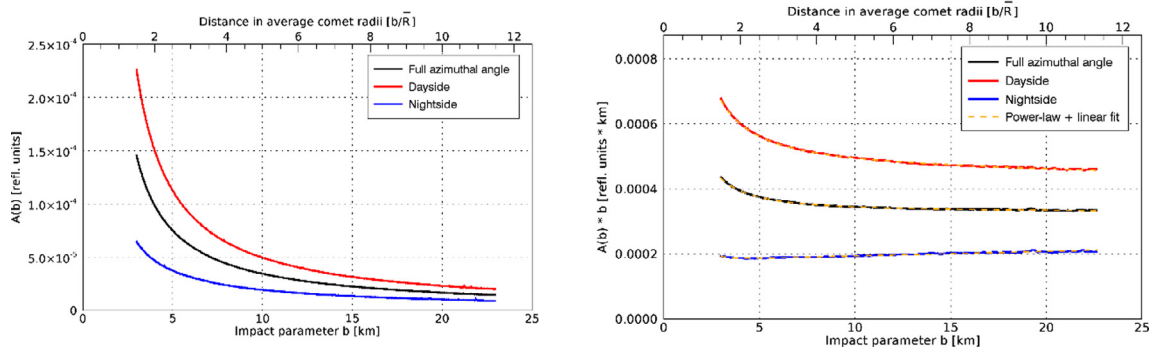 Distance in average comet radii [b/R̄]
0 2 4 6 8 10 12
2.5×10⁻⁴
2.0×10⁻⁴
1.5×10⁻⁴
1.0×10⁻⁴
5.0×10⁻⁵
0
A(b) [refl. units]
Full azimuthal angle
Dayside
Nightside
0 5 10 15 20 25
Impact parameter b [km]
Distance in average comet radii [b/R̄]
0 2 4 6 8 10 12
0.0008
0.0006
0.0004
0.0002
0.0000
A(b) * b [refl. units * km]
Full azimuthal angle
Dayside
Nightside
Power-law + linear fit
0 5 10 15 20 25
Impact parameter b [km]